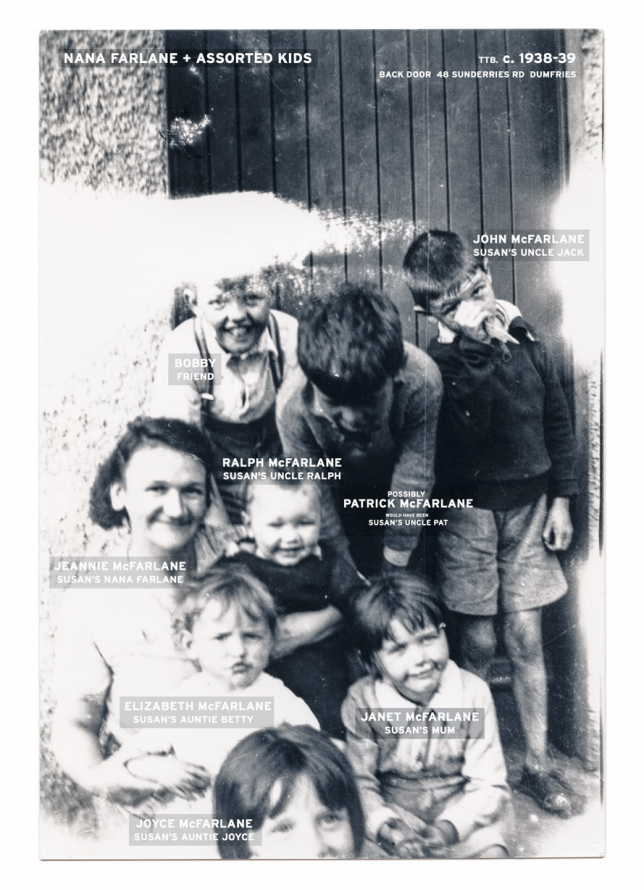 NANA FARLANE + ASSORTED KIDS
TTB. c. 1938-39
BACK DOOR 48 SUNDERRIES RD DUMFRIES
JOHN McFARLANE
SUSAN'S UNCLE JACK
BOBBY
FRIEND
RALPH McFARLANE
SUSAN'S UNCLE RALPH
POSSIBLY
PATRICK McFARLANE
WOULD HAVE BEEN
SUSAN'S UNCLE PAT
JEANNIE McFARLANE
SUSAN'S NANA FARLANE
ELIZABETH McFARLANE
SUSAN'S AUNTIE BETTY
JANET McFARLANE
SUSAN'S MUM
JOYCE McFARLANE
SUSAN'S AUNTIE JOYCE